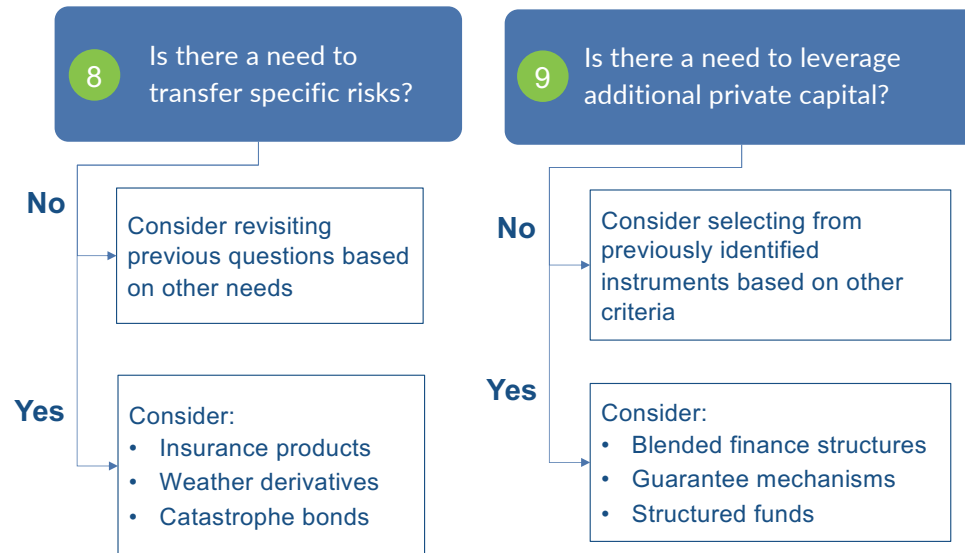 8
Is there a need to
transfer specific risks?
No
Consider revisiting
previous questions based
on other needs
Yes
Consider:
• Insurance products
• Weather derivatives
• Catastrophe bonds
9
Is there a need to leverage
additional private capital?
No
Consider selecting from
previously identified
instruments based on other
criteria
Yes
Consider:
• Blended finance structures
• Guarantee mechanisms
• Structured funds